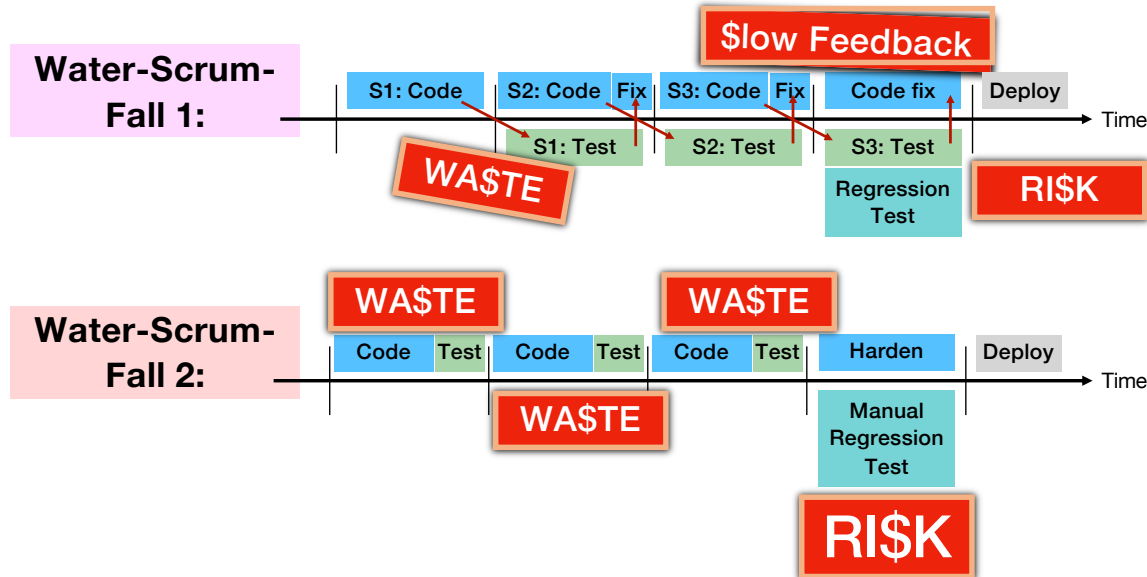 $low Feedback
Water-Scrum-
Fall 1:
S1: Code
S2: Code
Fix
S3: Code
Fix
Code fix
Deploy
Time
S1: Test
S2: Test
S3: Test
WA$TE
Regression
Test
RI$K
WA$TE
WA$TE
Water-Scrum-
Fall 2:
Code
Test
Code
Test
Code
Test
Harden
Deploy
Time
WA$TE
Manual
Regression
Test
RI$K